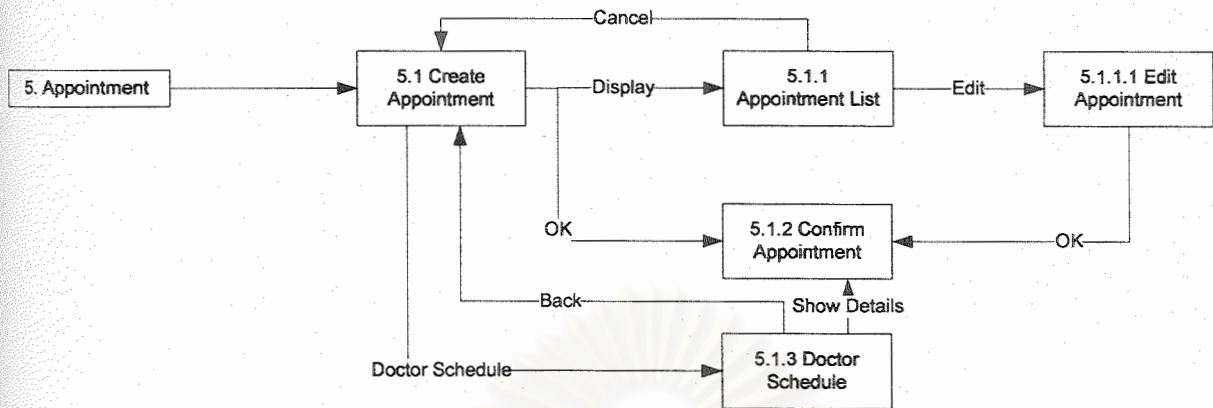 Cancel
5. Appointment
5.1 Create
Appointment
Display
5.1.1
Appointment List
Edit
5.1.1.1 Edit
Appointment
OK
5.1.2 Confirm
Appointment
OK
Back
Show Details
Doctor Schedule
5.1.3 Doctor
Schedule